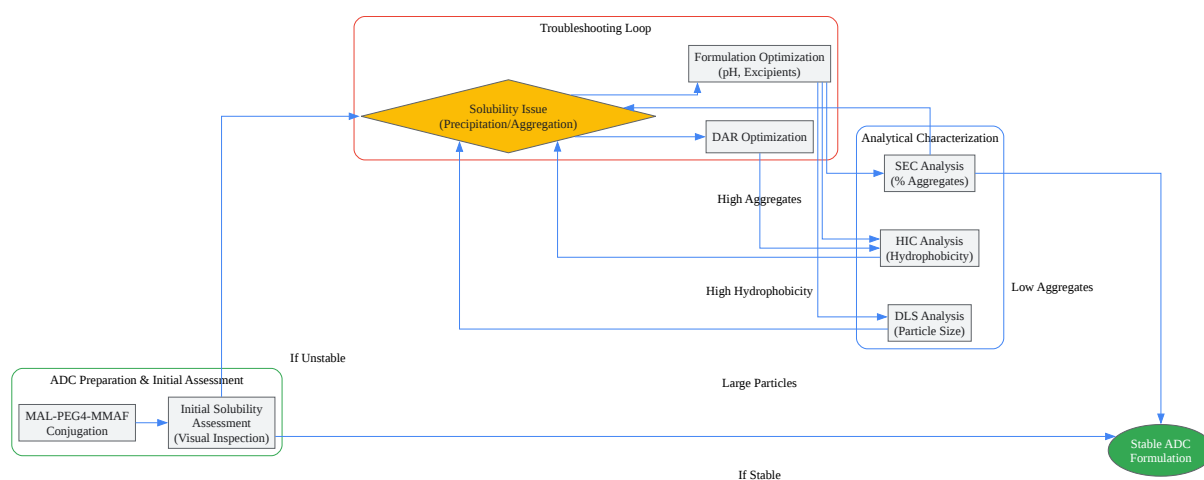 Troubleshooting Loop
Formulation Optimization
(pH, Excipients)
Solubility Issue
(Precipitation/Aggregation)
DAR Optimization
Analytical Characterization
SEC Analysis
(% Aggregates)
High Aggregates
HIC Analysis
(Hydrophobicity)
High Hydrophobicity
Low Aggregates
DLS Analysis
(Particle Size)
If Unstable
ADC Preparation & Initial Assessment
Large Particles
MAL-PEG4-MMAF
Conjugation
Initial Solubility
Assessment
(Visual Inspection)
Stable ADC
Formulation
If Stable